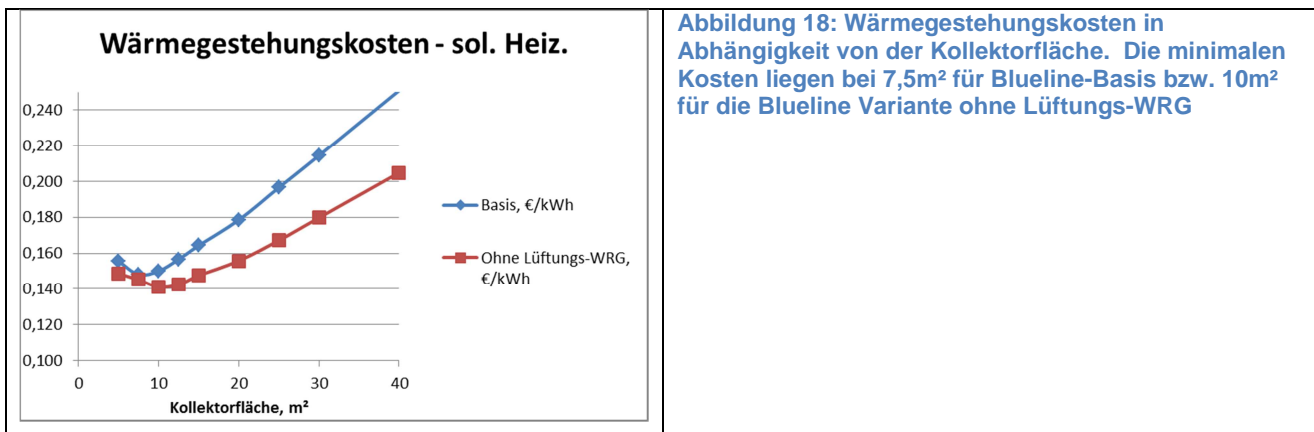 Wärmegestehungskosten - sol. Heiz.
0,240
0,220
0,200
0,180
0,160
0,140
0,120
0,100
0 10 20 30 40
Kollektorfläche, m²
Basis, €/kWh
Ohne Lüftungs-WRG,
€/kWh
Abbildung 18: Wärmegestehungskosten in
Abhängigkeit von der Kollektorfläche. Die minimalen
Kosten liegen bei 7,5m² für Blueline-Basis bzw. 10m²
für die Blueline Variante ohne Lüftungs-WRG